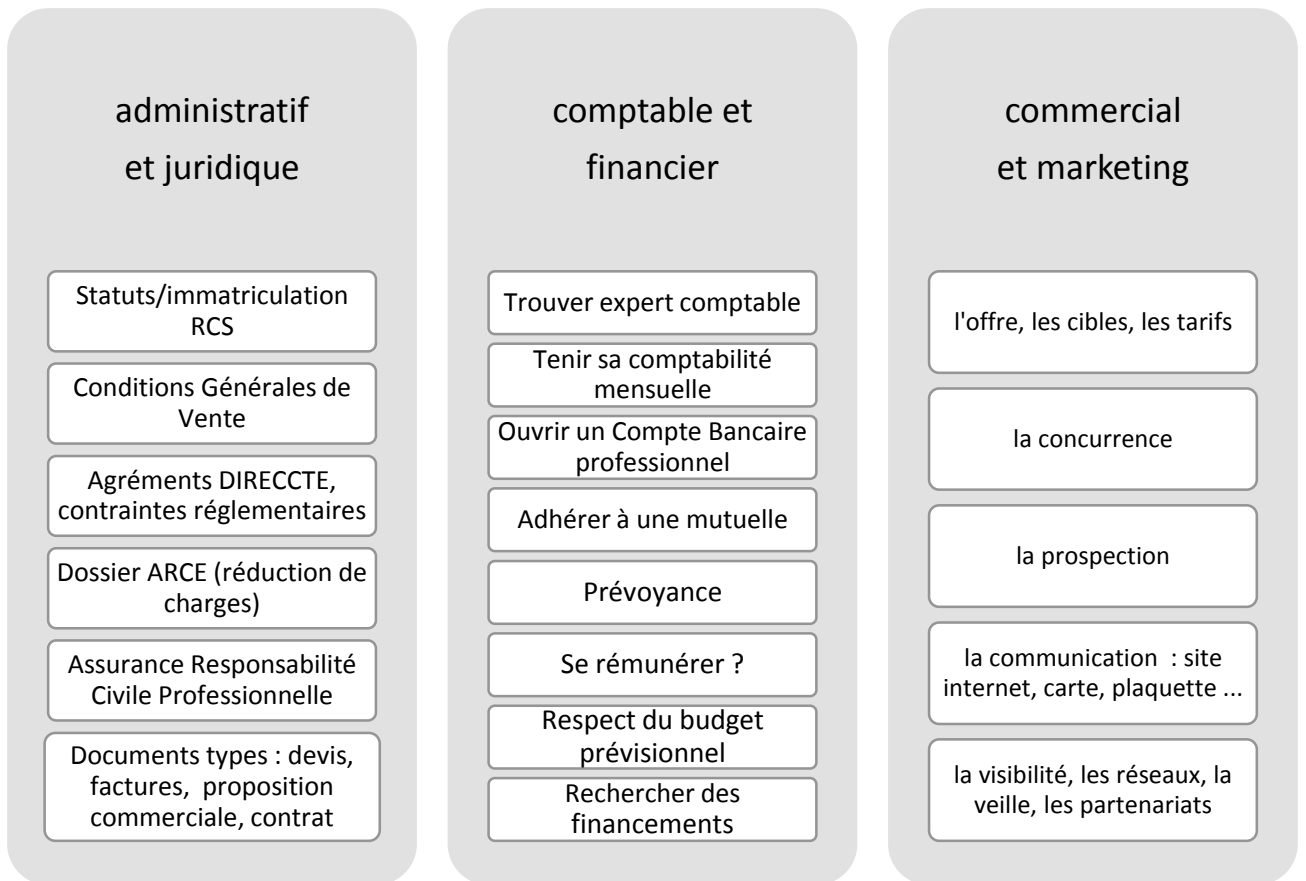 administratif
et juridique
Statuts/immatriculation
RCS
Conditions Générales de
Vente
Agréments DIRECCTE,
contraintes réglementaires
Dossier ARCE (réduction de
charges)
Assurance Responsabilité
Civile Professionnelle
Documents types : devis,
factures, proposition
commerciale, contrat
comptable et
financier
Trouver expert comptable
Tenir sa comptabilité
mensuelle
Ouvrir un Compte Bancaire
professionnel
Adhérer à une mutuelle
Prévoyance
Se rémunérer ?
Respect du budget
prévisionnel
Rechercher des
financements
commercial
et marketing
l'offre, les cibles, les tarifs
la concurrence
la prospection
la communication : site
internet, carte, plaquette ...
la visibilité, les réseaux, la
veille, les partenariats